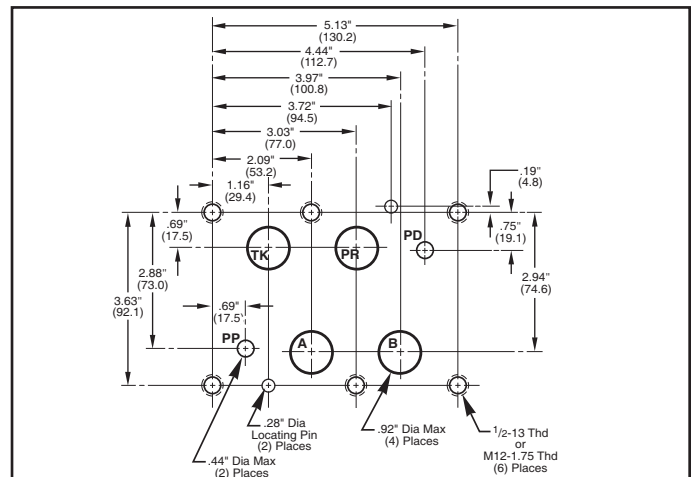 5.13"
(130.2)
4.44"
(112.7)
3.97"
(100.8)
3.72"
(94.5)
3.03"
(77.0)
2.09"
(53.2)
1.16"
(29.4)
.19"
(4.8)
.69"
(17.5)
.75"
(19.1)
PD
TK
PR
2.88"
(73.0)
2.94"
(74.6)
3.63"
(92.1)
.69"
(17.5)
PP
A
B
.28" Dia
Locating Pin
(2) Places
.92" Dia Max
(4) Places
1/2-13 Thd
or
M12-1.75 Thd
(6) Places
.44" Dia Max
(2) Places